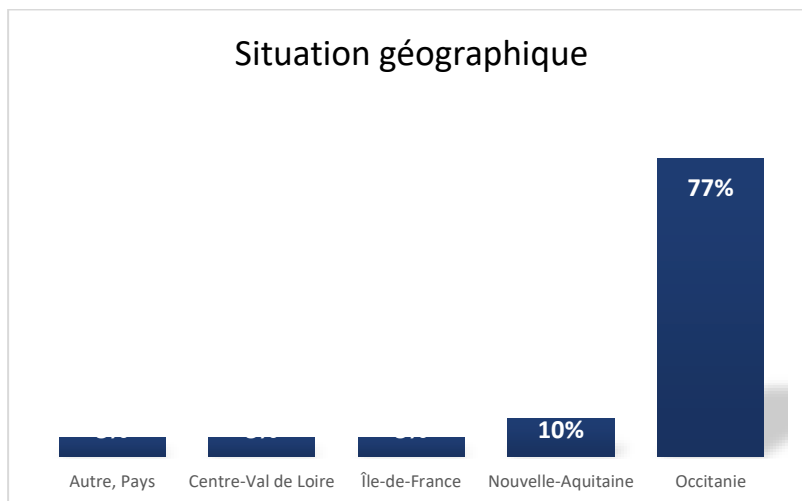 Situation géographique
77%
10%
Autre, Pays
Centre-Val de Loire
Île-de-France
Nouvelle-Aquitaine
Occitanie